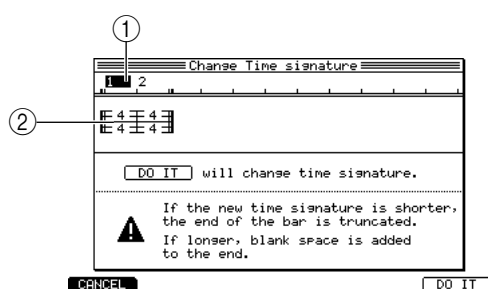 1
Change Time signature
1 2
2
4 4
4 4
DO IT will change time signature.
If the new time signature is shorter,
the end of the bar is truncated.
If longer, blank space is added
to the end.
CANCEL DO IT